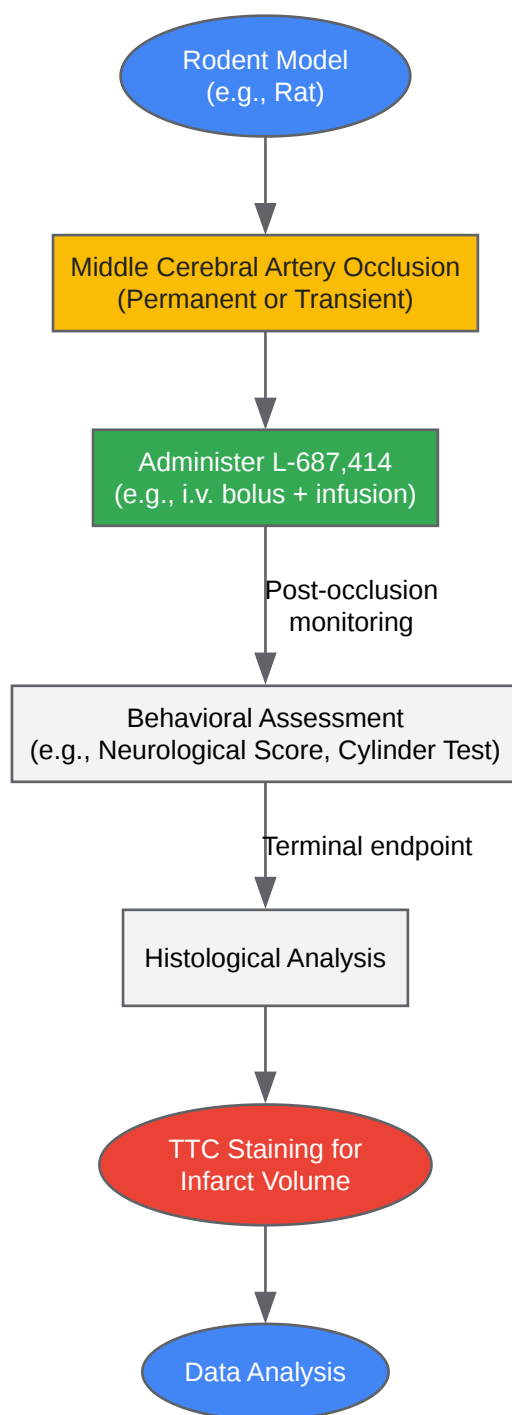 Rodent Model
(e.g., Rat)
Middle Cerebral Artery Occlusion
(Permanent or Transient)
Administer L-687,414
(e.g., i.v. bolus + infusion)
Post-occlusion
monitoring
Behavioral Assessment
(e.g., Neurological Score, Cylinder Test)
Terminal endpoint
Histological Analysis
TTC Staining for
Infarct Volume
Data Analysis